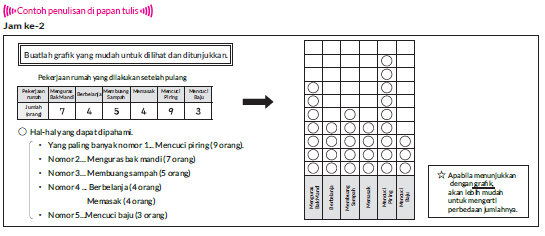 Contoh penulisan di papan tulis
Jam ke-2
Buatlah grafik yang mudah untuk dilihat dan ditunjukkan.
Pekerjaan rumah yang dilakukan setelah pulang
Pekerjaan rumah Menguras Bak Mandi Berbelanja Membuang Sampah Memasak Mencuci Piring Mencuci Baju
Jumlah (orang) 7 4 5 4 9 3
Hal-hal yang dapat dipahami.
• Yang paling banyak nomor 1... Mencuci piring (9 orang).
• Nomor 2... Menguras bak mandi (7 orang)
• Nomor 3... Membuang sampah (5 orang)
• Nomor 4 ... Berbelanja (4 orang)
Memasak (4 orang)
• Nomor 5...Mencuci baju (3 orang)
Menguras Bak Mandi
Berbelanja
Membuang Sampah
Memasak
Mencuci Piring
Mencuci Baju
☆ Apabila menunjukkan
dengan grafik,
akan lebih mudah
untuk mengerti
perbedaan jumlahnya.